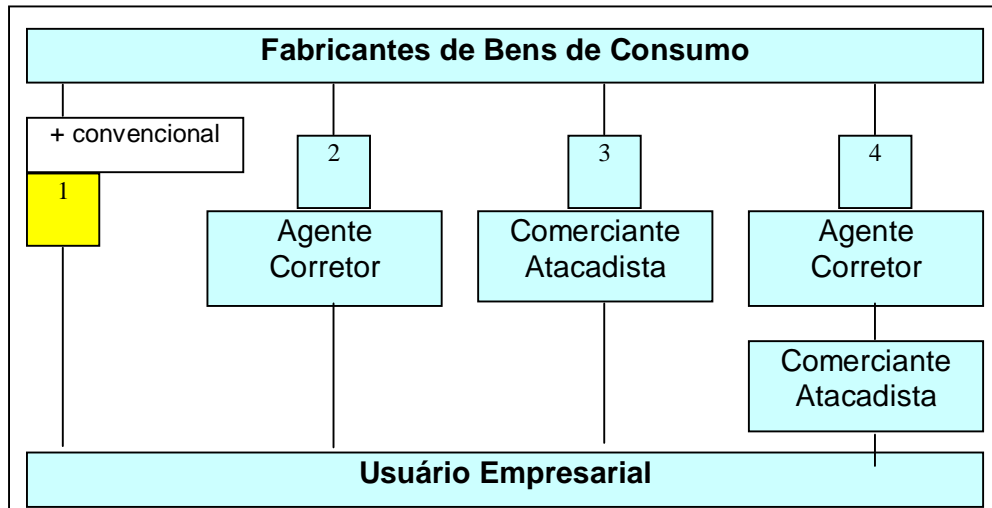 Fabricantes de Bens de Consumo
+ convencional
1
2
3
4
Agente
Corretor
Comerciante
Atacadista
Agente
Corretor
Comerciante
Atacadista
Usuário Empresarial